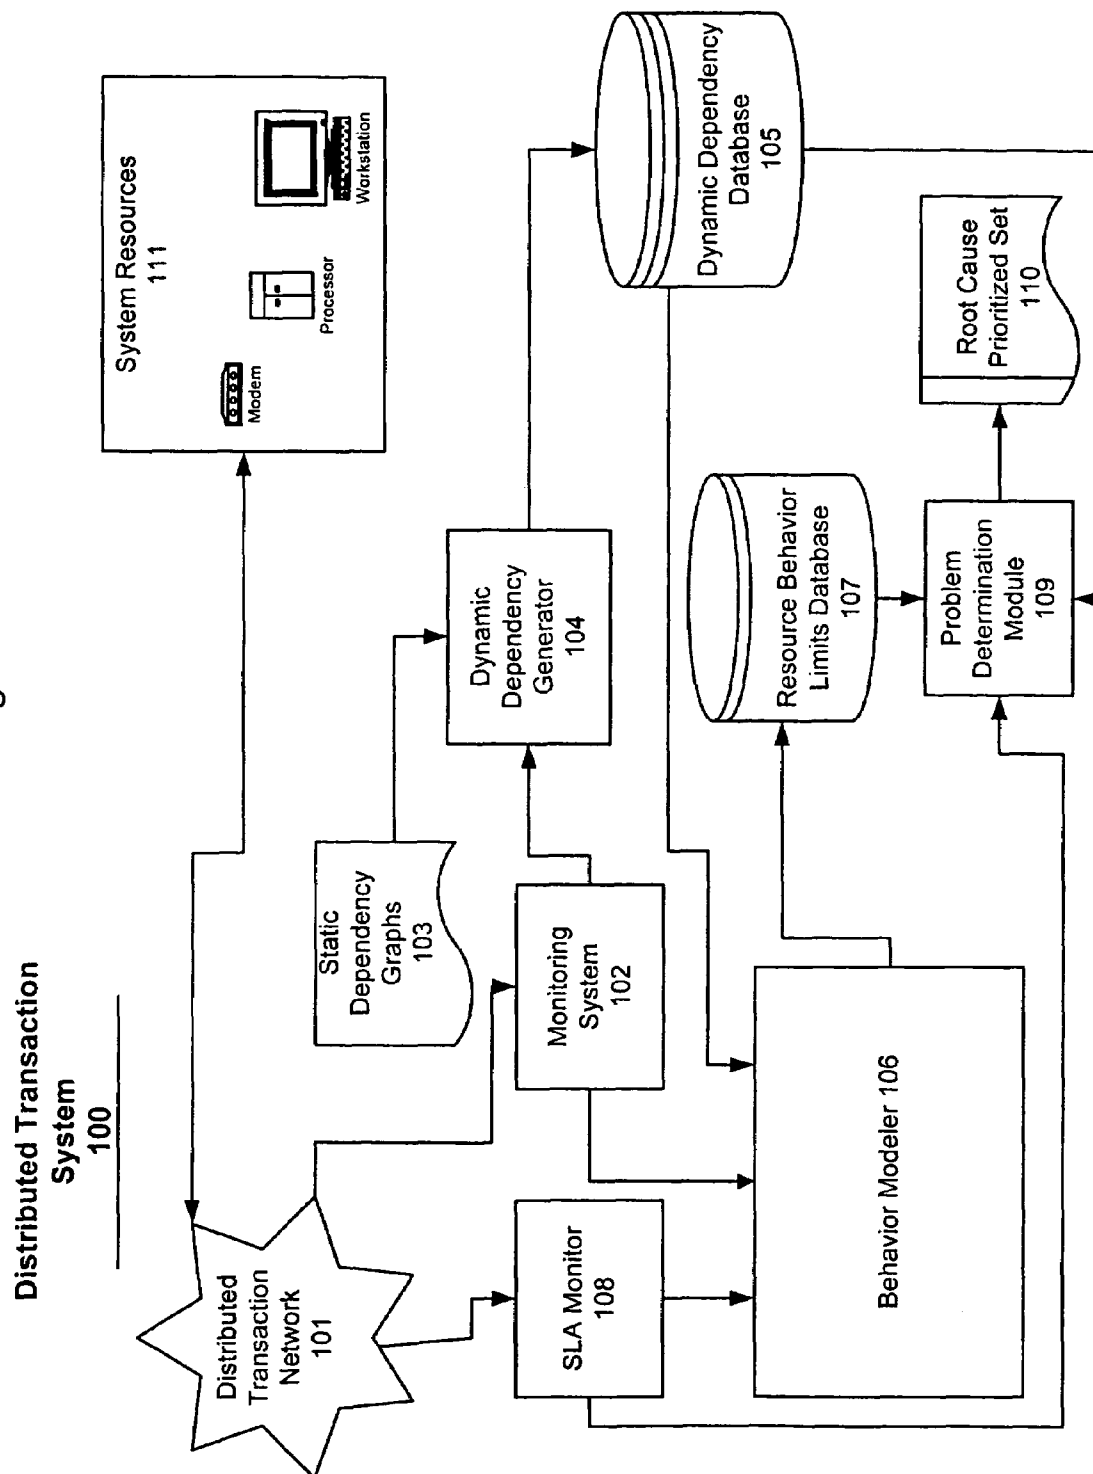 Distributed Transaction
System
100
Distributed
Transaction
Network
101
System Resources
111
Modem
Processor
Workstation
Static
Dependency
Graphs
103
Monitoring
System
102
SLA Monitor
108
Dynamic
Dependency
Generator
104
Dynamic Dependency
Database
105
Behavior Modeler 106
Resource Behavior
Limits Database
107
Problem
Determination
Module
109
Root Cause
Prioritized Set
110